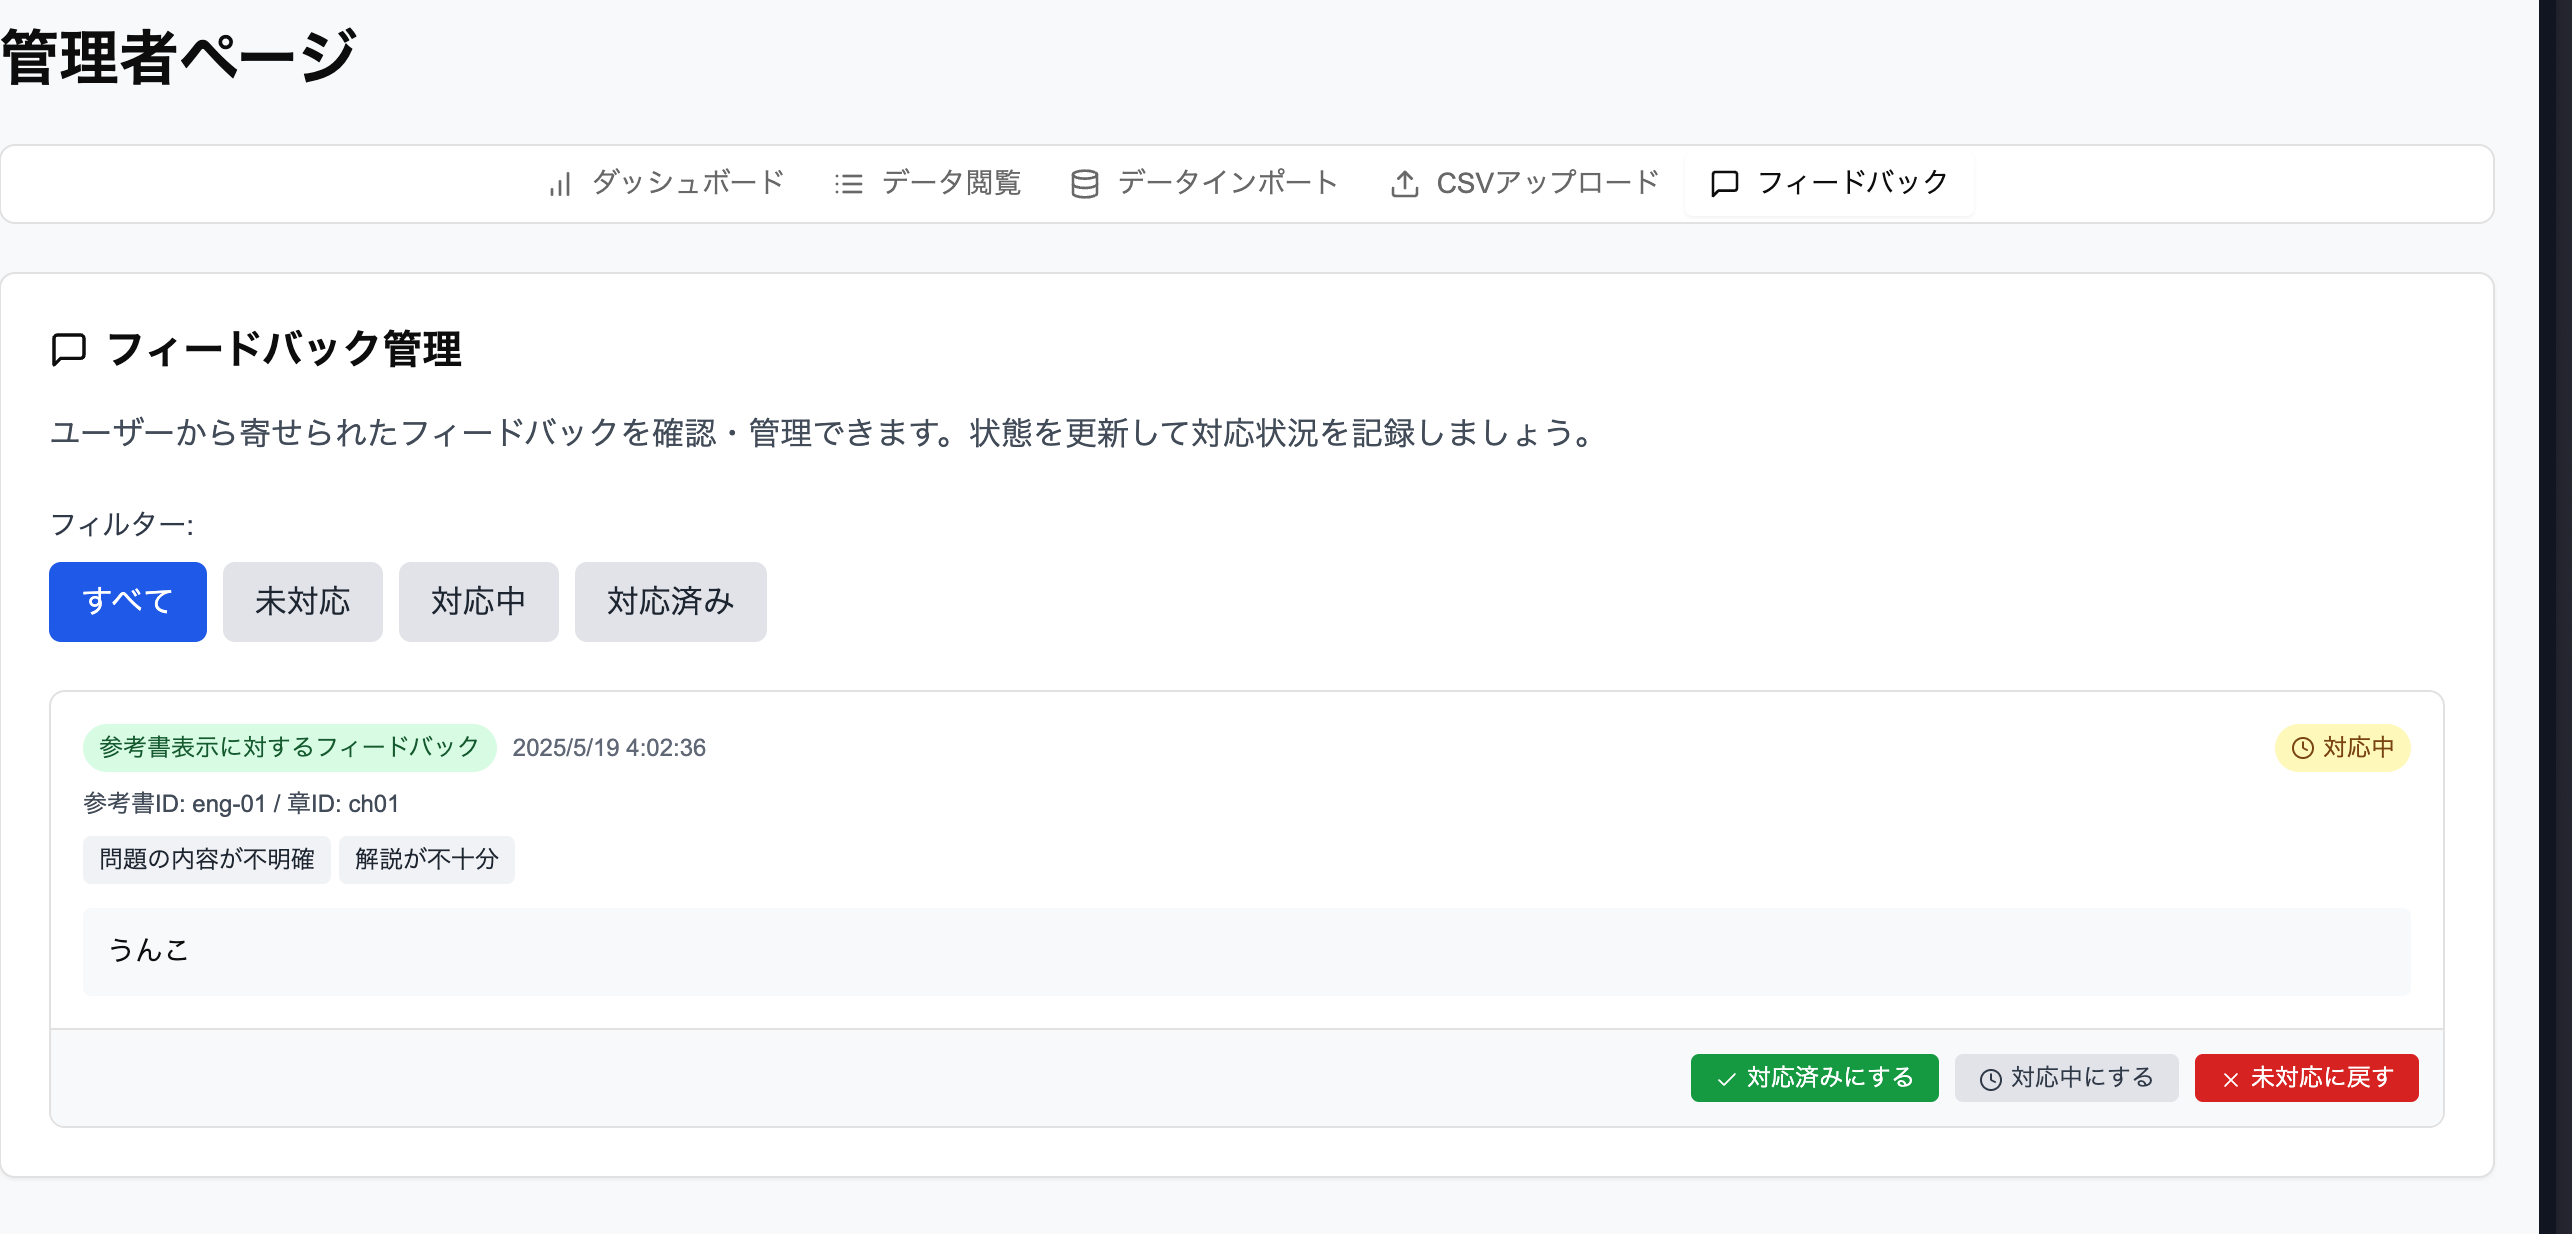 管理者ページ
ダッシュボード データ閲覧 データインポート CSVアップロード フィードバック
フィードバック管理
ユーザーから寄せられたフィードバックを確認・管理できます。状態を更新して対応状況を記録しましょう。
フィルター:
すべて 未対応 対応中 対応済み
参考書表示に対するフィードバック 2025/5/19 4:02:36 対応中
参考書ID: eng-01 / 章ID: ch01
問題の内容が不明確 解説が不十分
うんこ
対応済みにする 対応中にする 未対応に戻す